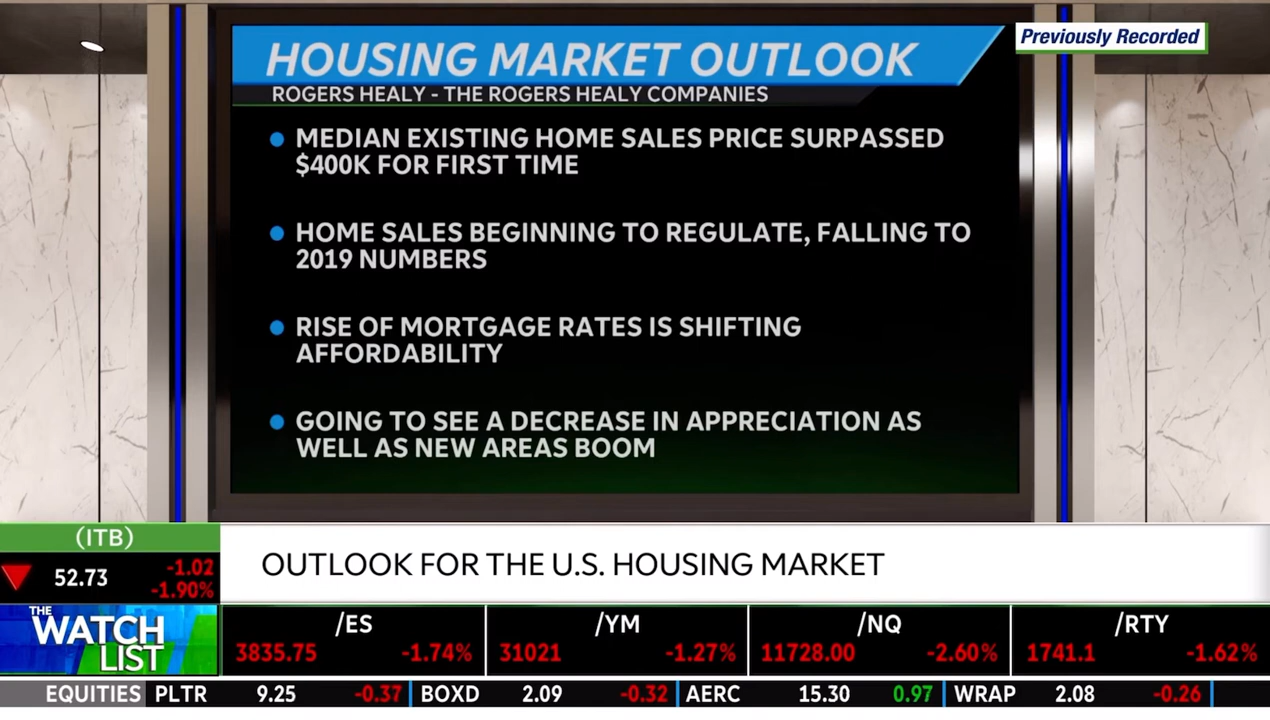 Previously Recorded
HOUSING MARKET OUTLOOK
ROGERS HEALY - THE ROGERS HEALY COMPANIES
MEDIAN EXISTING HOME SALES PRICE SURPASSED
$400K FOR FIRST TIME
HOME SALES BEGINNING TO REGULATE, FALLING TO
2019 NUMBERS
RISE OF MORTGAGE RATES IS SHIFTING
AFFORDABILITY
GOING TO SEE A DECREASE IN APPRECIATION AS
WELL AS NEW AREAS BOOM
(ITB)
52.73 -1.02
-1.90%
OUTLOOK FOR THE U.S. HOUSING MARKET
THE
WATCH
LIST
/ES /YM /NQ /RTY
3835.75 -1.74% 31021 -1.27% 11728.00 -2.60% 1741.1 -1.62%
EQUITIES PLTR 9.25 -0.37 BOXD 2.09 -0.32 AERC 15.30 0.97 WRAP 2.08 -0.26